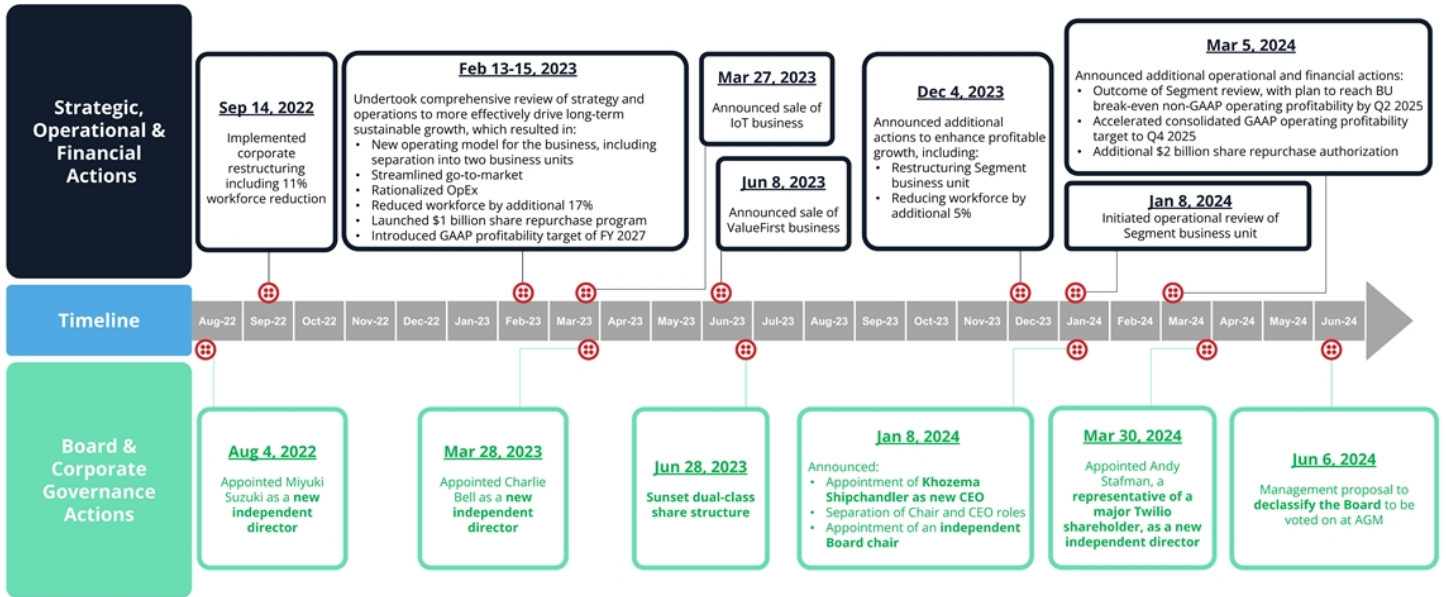 Strategic,
Operational &
Financial
Actions
Sep 14, 2022
Implemented
corporate
restructuring
including 11%
workforce reduction
Feb 13-15, 2023
Undertook comprehensive review of strategy and
operations to more effectively drive long-term
sustainable growth, which resulted in:
• New operating model for the business, including
separation into two business units
• Streamlined go-to-market
• Rationalized OpEx
• Reduced workforce by additional 17%
• Launched $1 billion share repurchase program
• Introduced GAAP profitability target of FY 2027
Mar 27, 2023
Announced sale of
IoT business
Jun 8, 2023
Announced sale of
ValueFirst business
Dec 4, 2023
Announced additional
actions to enhance profitable
growth, including:
• Restructuring Segment
business unit
• Reducing workforce by
additional 5%
Mar 5, 2024
Announced additional operational and financial actions:
• Outcome of Segment review, with plan to reach BU
break-even non-GAAP operating profitability by Q2 2025
• Accelerated consolidated GAAP operating profitability
target to Q4 2025
• Additional $2 billion share repurchase authorization
Jan 8, 2024
Initiated operational review of
Segment business unit
Timeline
Aug-22 Sep-22 Oct-22 Nov-22 Dec-22 Jan-23 Feb-23 Mar-23 Apr-23 May-23 Jun-23 Jul-23 Aug-23 Sep-23 Oct-23 Nov-23 Dec-23 Jan-24 Feb-24 Mar-24 Apr-24 May-24 Jun-24
Board &
Corporate
Governance
Actions
Aug 4, 2022
Appointed Miyuki
Suzuki as a new
independent
director
Mar 28, 2023
Appointed Charlie
Bell as a new
independent
director
Jun 28, 2023
Sunset dual-class
share structure
Jan 8, 2024
Announced:
• Appointment of Khozema
Shipchandler as new CEO
• Separation of Chair and CEO roles
• Appointment of an independent
Board chair
Mar 30, 2024
Appointed Andy
Stafman, a
representative of a
major Twilio
shareholder, as a new
independent director
Jun 6, 2024
Management proposal to
declassify the Board to be
voted on at AGM